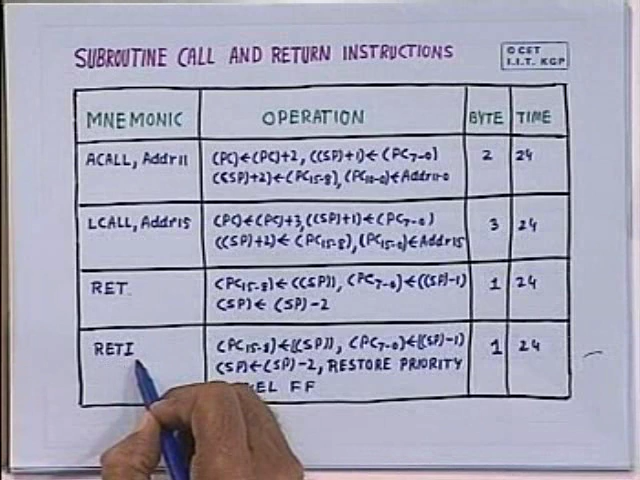 SUBROUTINE CALL AND RETURN INSTRUCTIONS
© CET
I.I.T. KGP
MNEMONIC OPERATION BYTE TIME
ACALL, Addr11 (PC)←(PC)+2, ((SP)+1)←(PC7-0) 2 24
((SP)+2)←(PC15-8), (PC10-0)←Addr11-0
LCALL, Addr15 (PC)←(PC)+3, ((SP)+1)←(PC7-0) 3 24
((SP)+2)←(PC15-8), (PC15-0)←Addr15
RET (PC15-8)←((SP)), (PC7-0)←((SP)-1) 1 24
(SP)←(SP)-2
RETI (PC15-8)←((SP)), (PC7-0)←((SP)-1) 1 24
(SP)←(SP)-2, RESTORE PRIORITY
EL FF